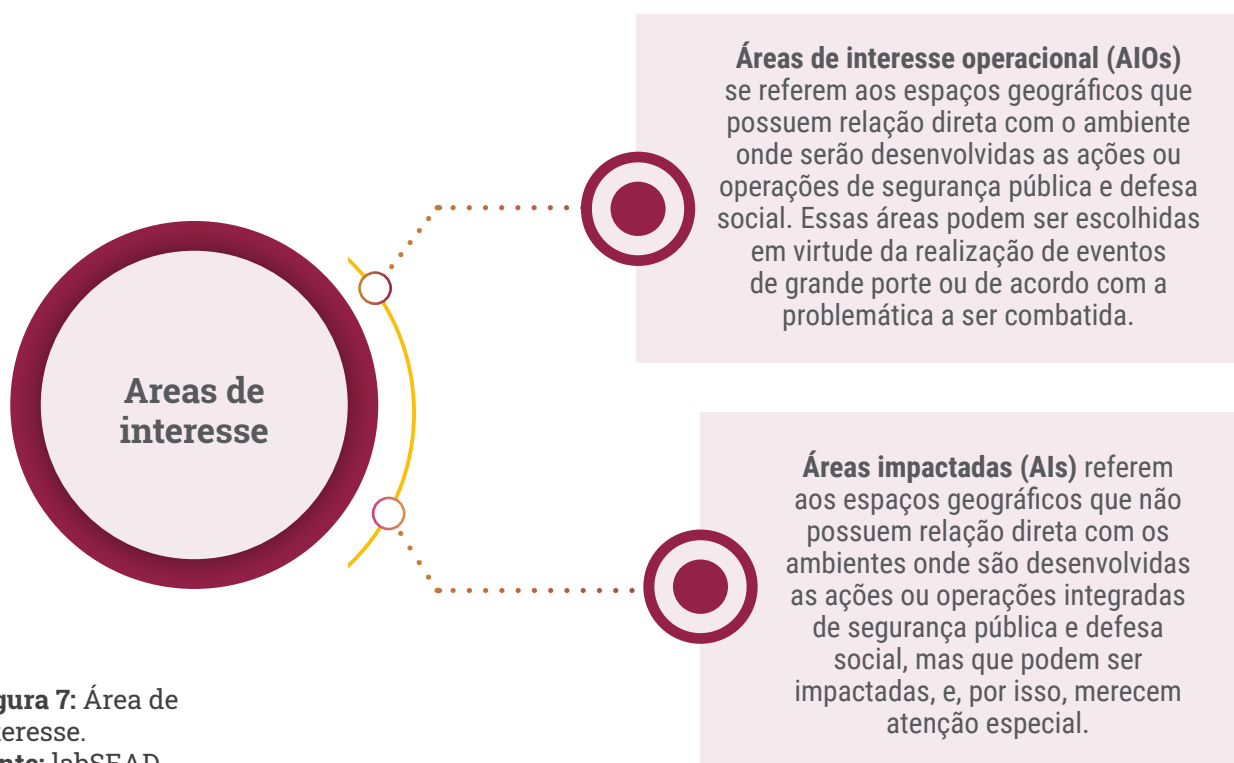 Áreas de interesse operacional (AIOs)
se referem aos espaços geográficos que
possuem relação direta com o ambiente
onde serão desenvolvidas as ações ou
operações de segurança pública e defesa
social. Essas áreas podem ser escolhidas
em virtude da realização de eventos
de grande porte ou de acordo com a
problemática a ser combatida.
Areas de
interesse
Áreas impactadas (AIs) referem
aos espaços geográficos que não
possuem relação direta com os
ambientes onde são desenvolvidas
as ações ou operações integradas
de segurança pública e defesa
social, mas que podem ser
impactadas, e, por isso, merecem
atenção especial.
gura 7: Área de
teresse.
labSEAD